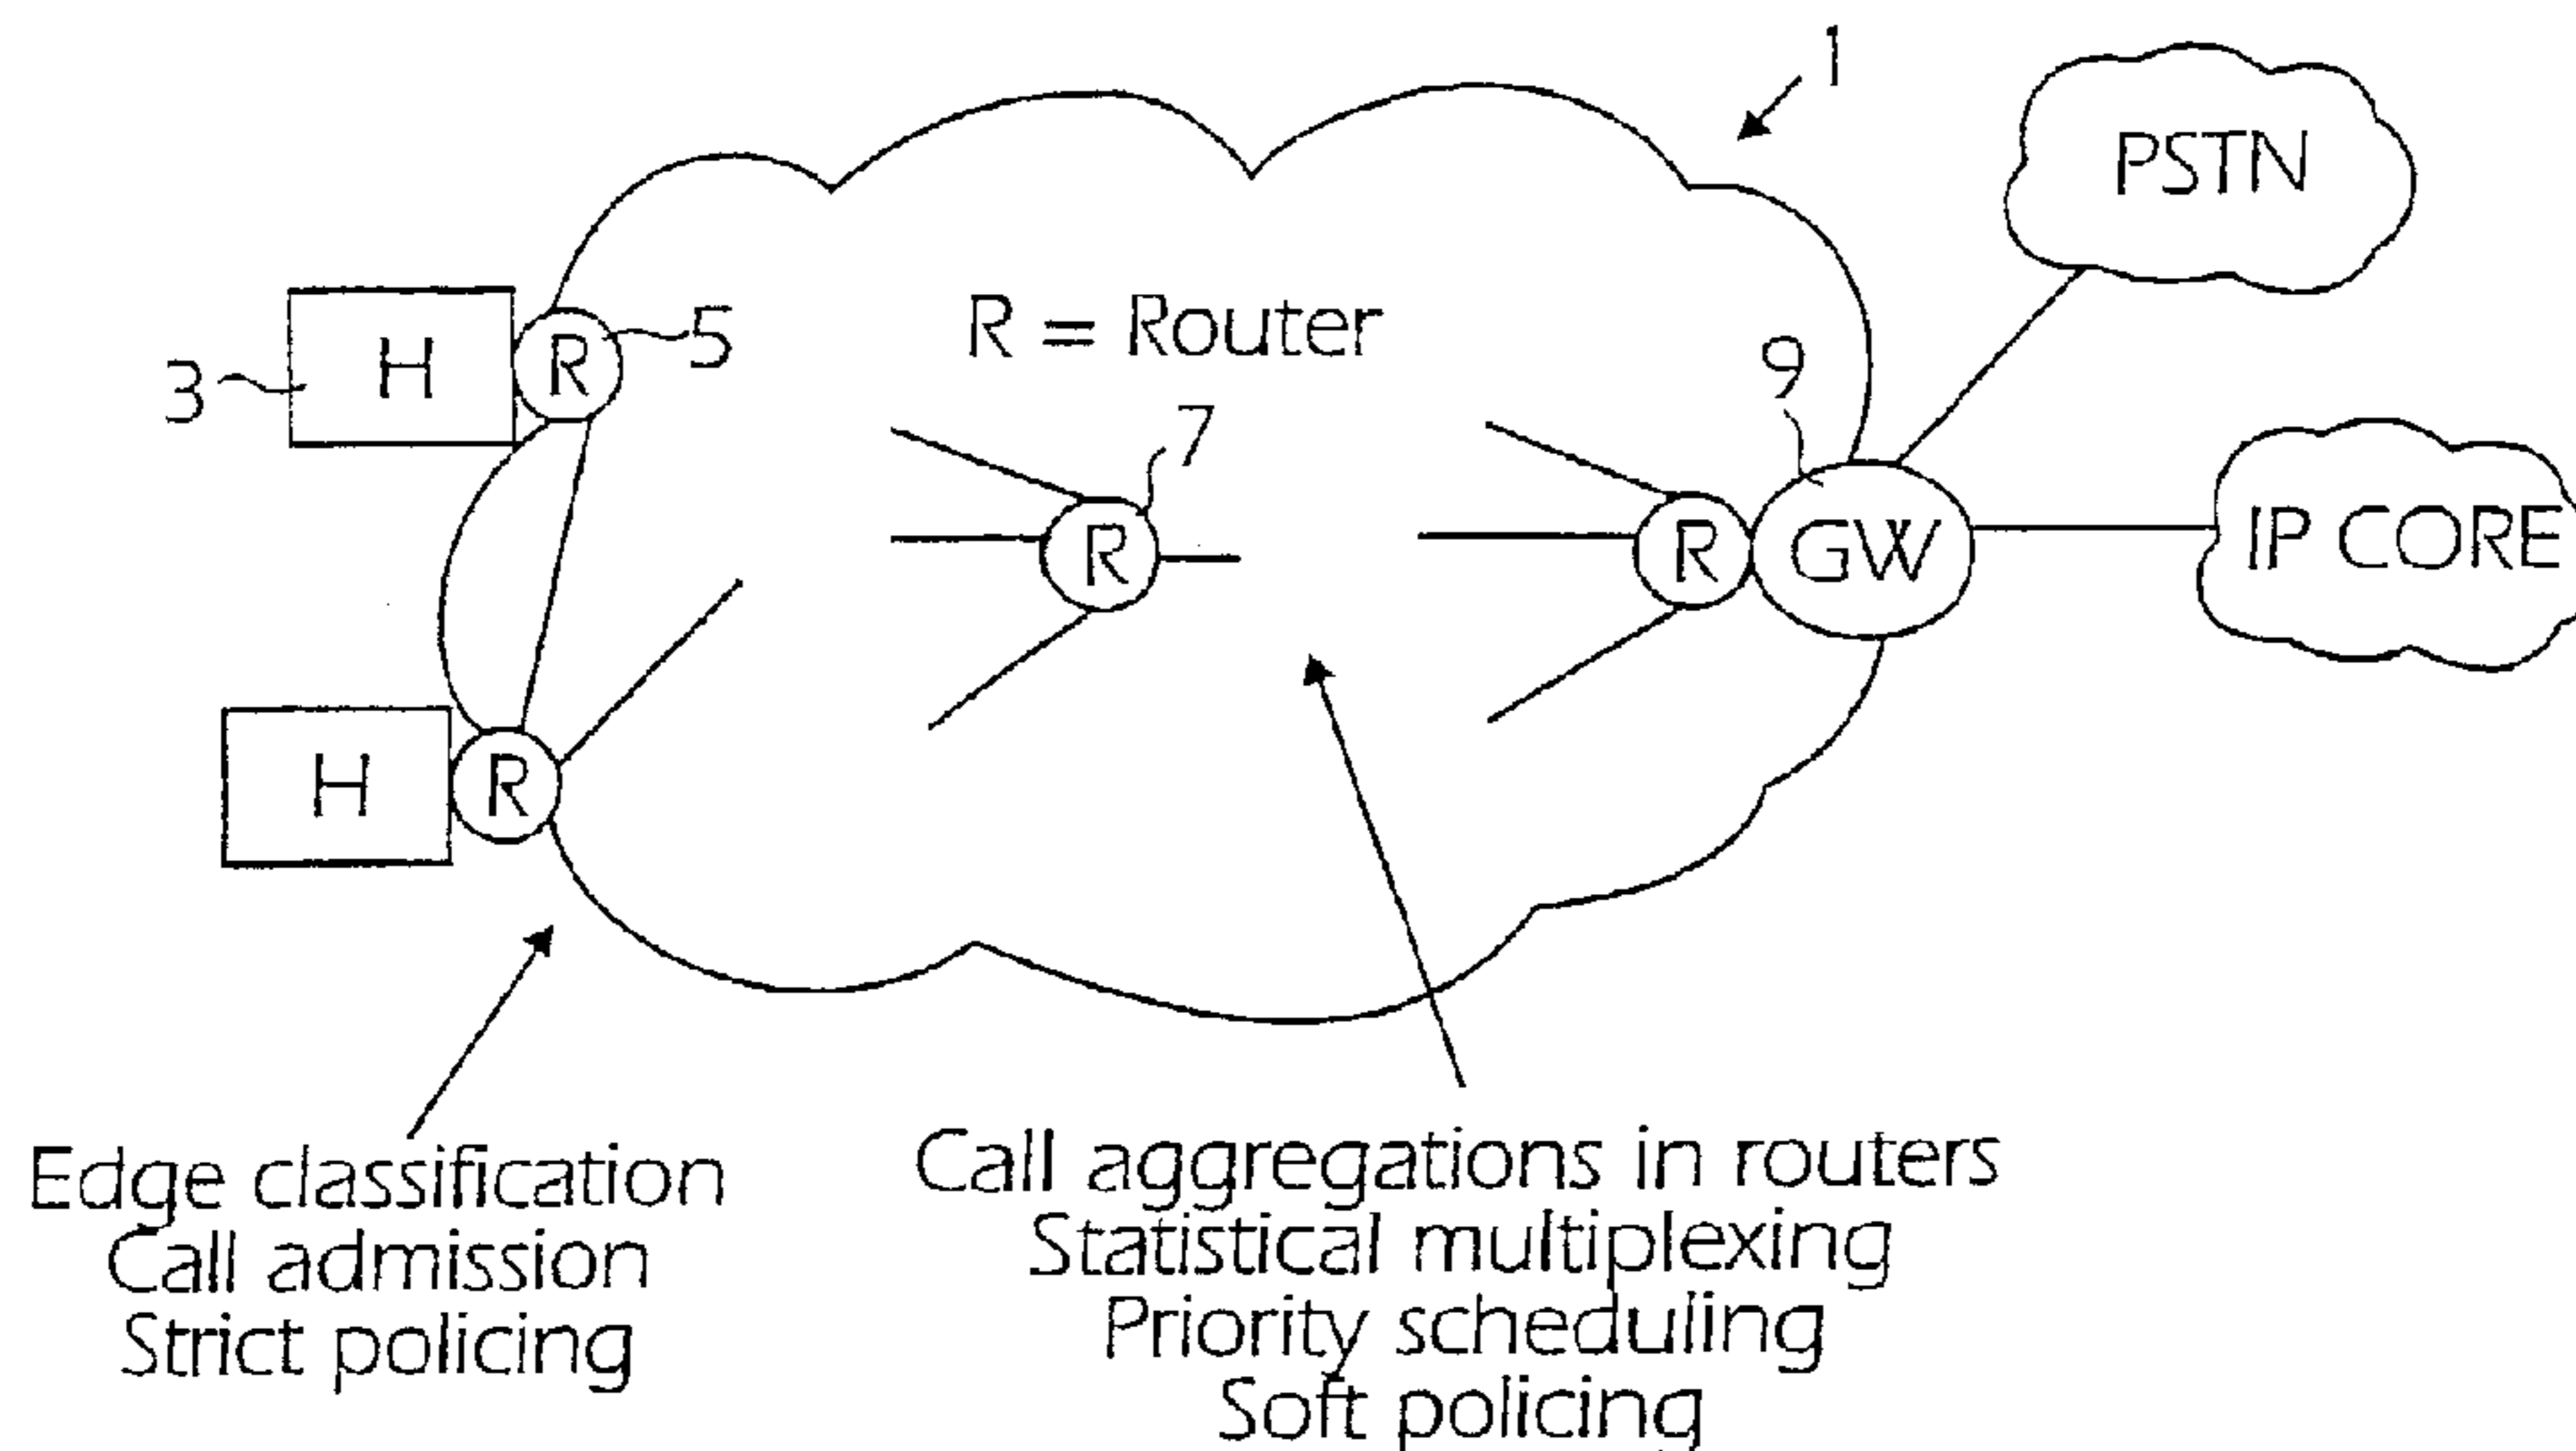 1
PSTN
R = Router
H
R
5
3
9
7
R
R
GW
IP CORE
H
R
Edge classification
Call admission
Strict policing
Call aggregations in routers
Statistical multiplexing
Priority scheduling
Soft policing